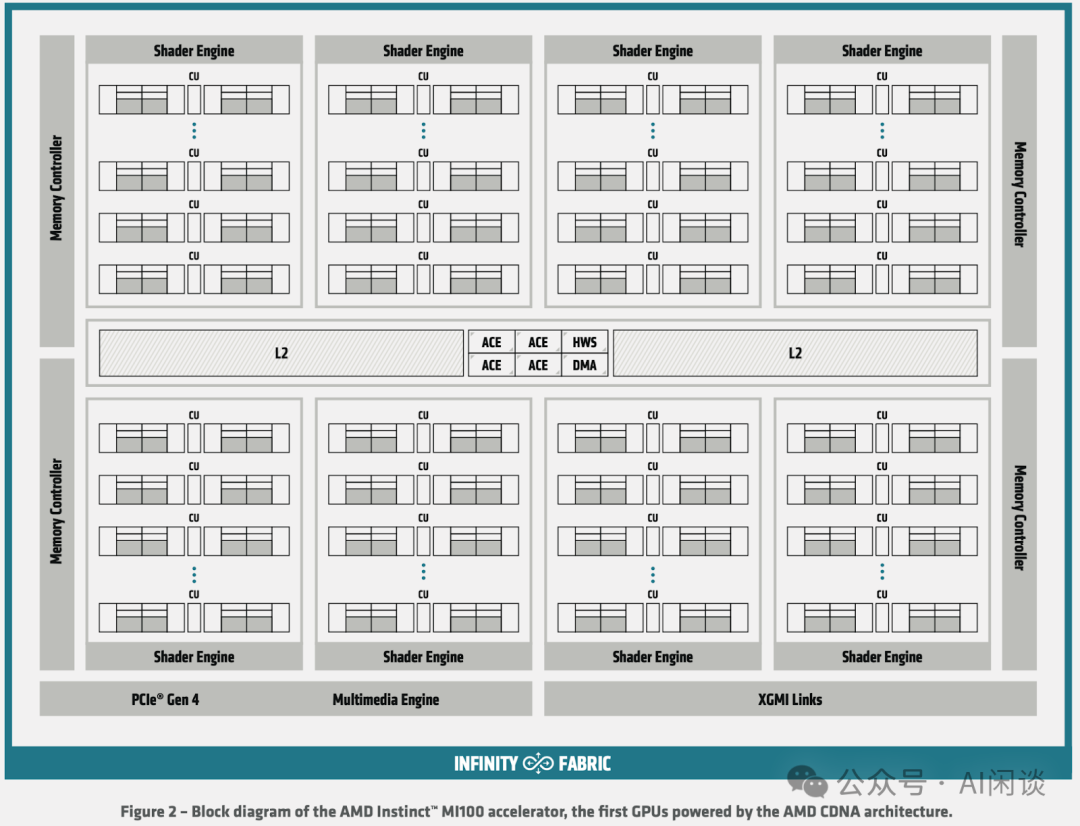 Shader Engine Shader Engine Shader Engine Shader Engine
CU CU CU CU
CU CU CU CU
CU CU CU CU
CU CU CU CU
Memory Controller
Memory Controller
L2
ACE ACE HWS
ACE ACE DMA
L2
Memory Controller
Memory Controller
CU CU CU CU
CU CU CU CU
CU CU CU CU
CU CU CU CU
Shader Engine Shader Engine Shader Engine Shader Engine
PCIe® Gen 4 Multimedia Engine XGMI Links
INFINITY FABRIC
公众号 · AI闲谈
Figure 2 – Block diagram of the AMD Instinct™ MI100 accelerator, the first GPUs powered by the AMD CDNA architecture.